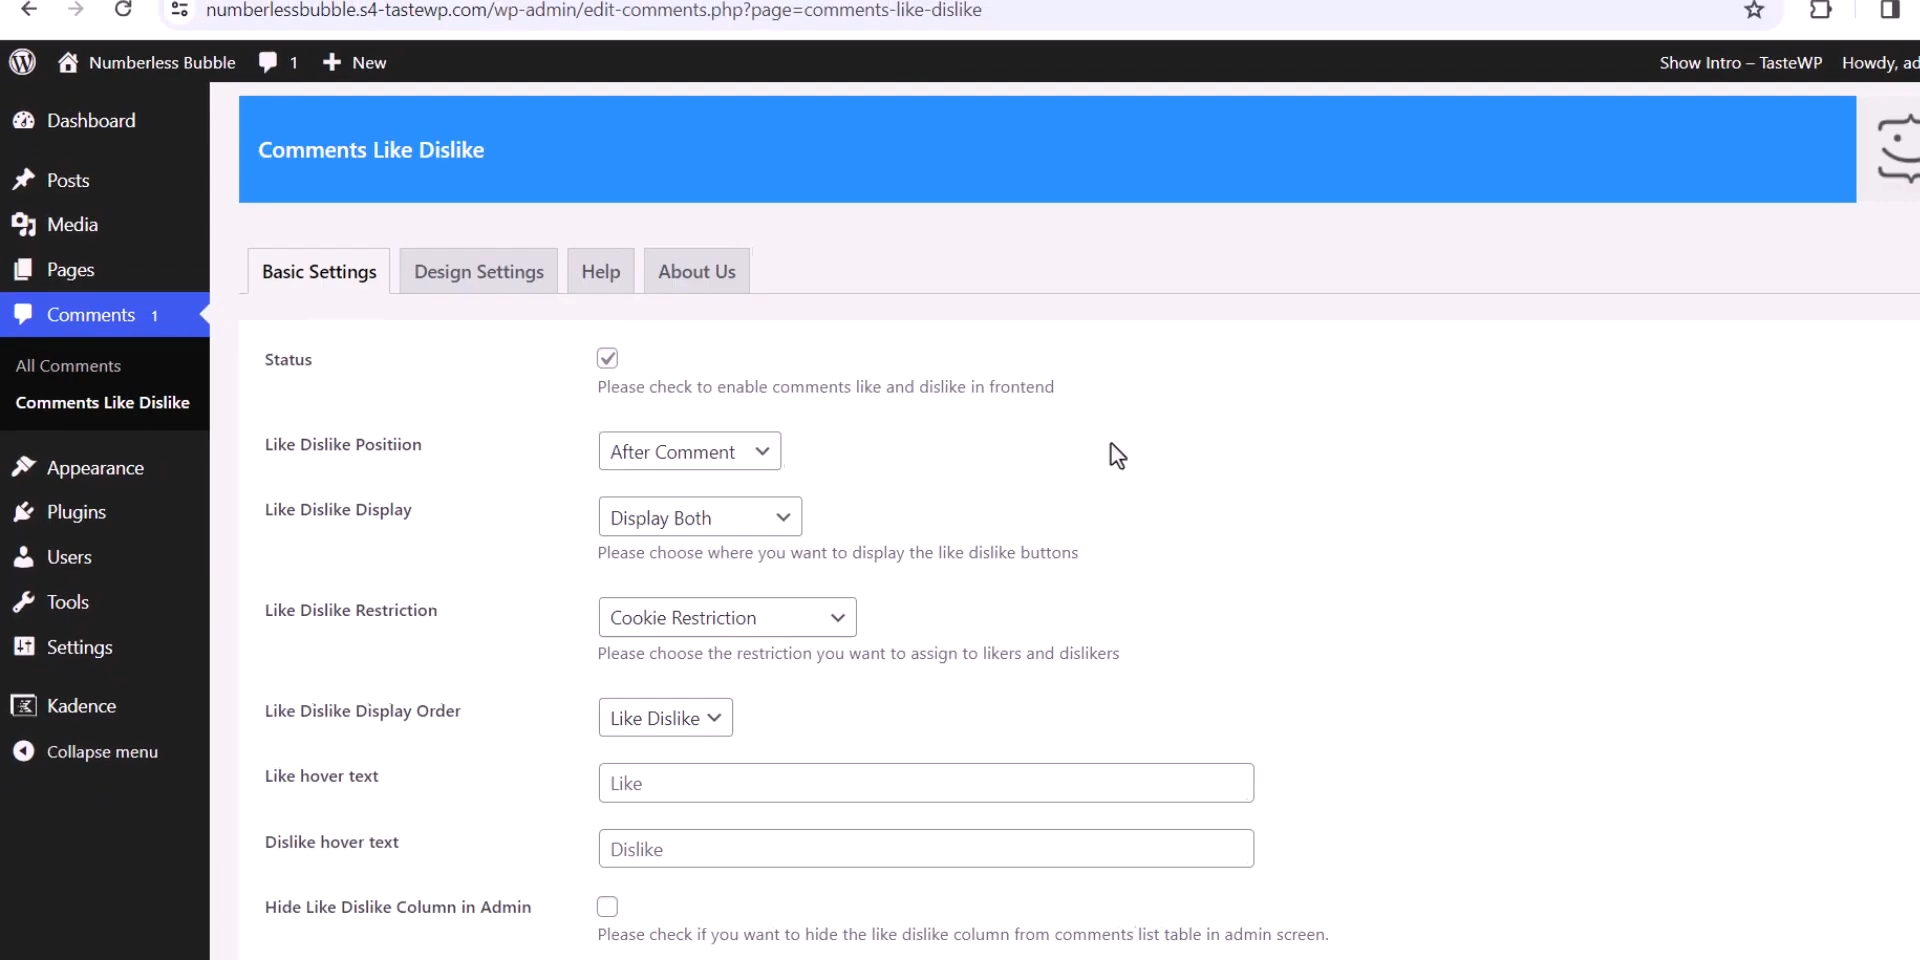 numberlessbubble.s4-tastewp.com/wp-admin/edit-comments.php?page=comments-like-dislike
Numberless Bubble 1 New Show Intro – TasteWP Howdy, ad
Dashboard
Posts
Media
Pages
Comments 1
All Comments
Comments Like Dislike
Appearance
Plugins
Users
Tools
Settings
Kadence
Collapse menu
Comments Like Dislike
Basic Settings Design Settings Help About Us
Status
Please check to enable comments like and dislike in frontend
Like Dislike Positiion After Comment
Like Dislike Display Display Both
Please choose where you want to display the like dislike buttons
Like Dislike Restriction Cookie Restriction
Please choose the restriction you want to assign to likers and dislikers
Like Dislike Display Order Like Dislike
Like hover text Like
Dislike hover text Dislike
Hide Like Dislike Column in Admin
Please check if you want to hide the like dislike column from comments list table in admin screen.